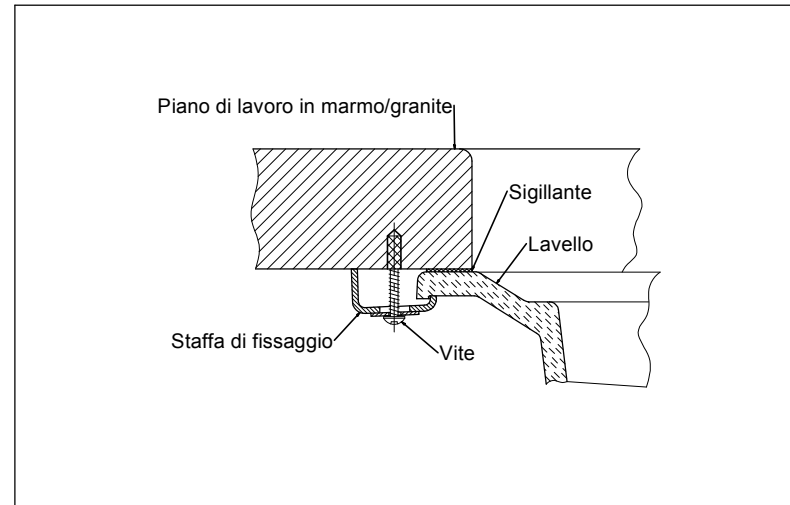 Piano di lavoro in marmo/granite
Sigillante
Lavello
Staffa di fissaggio
Vite